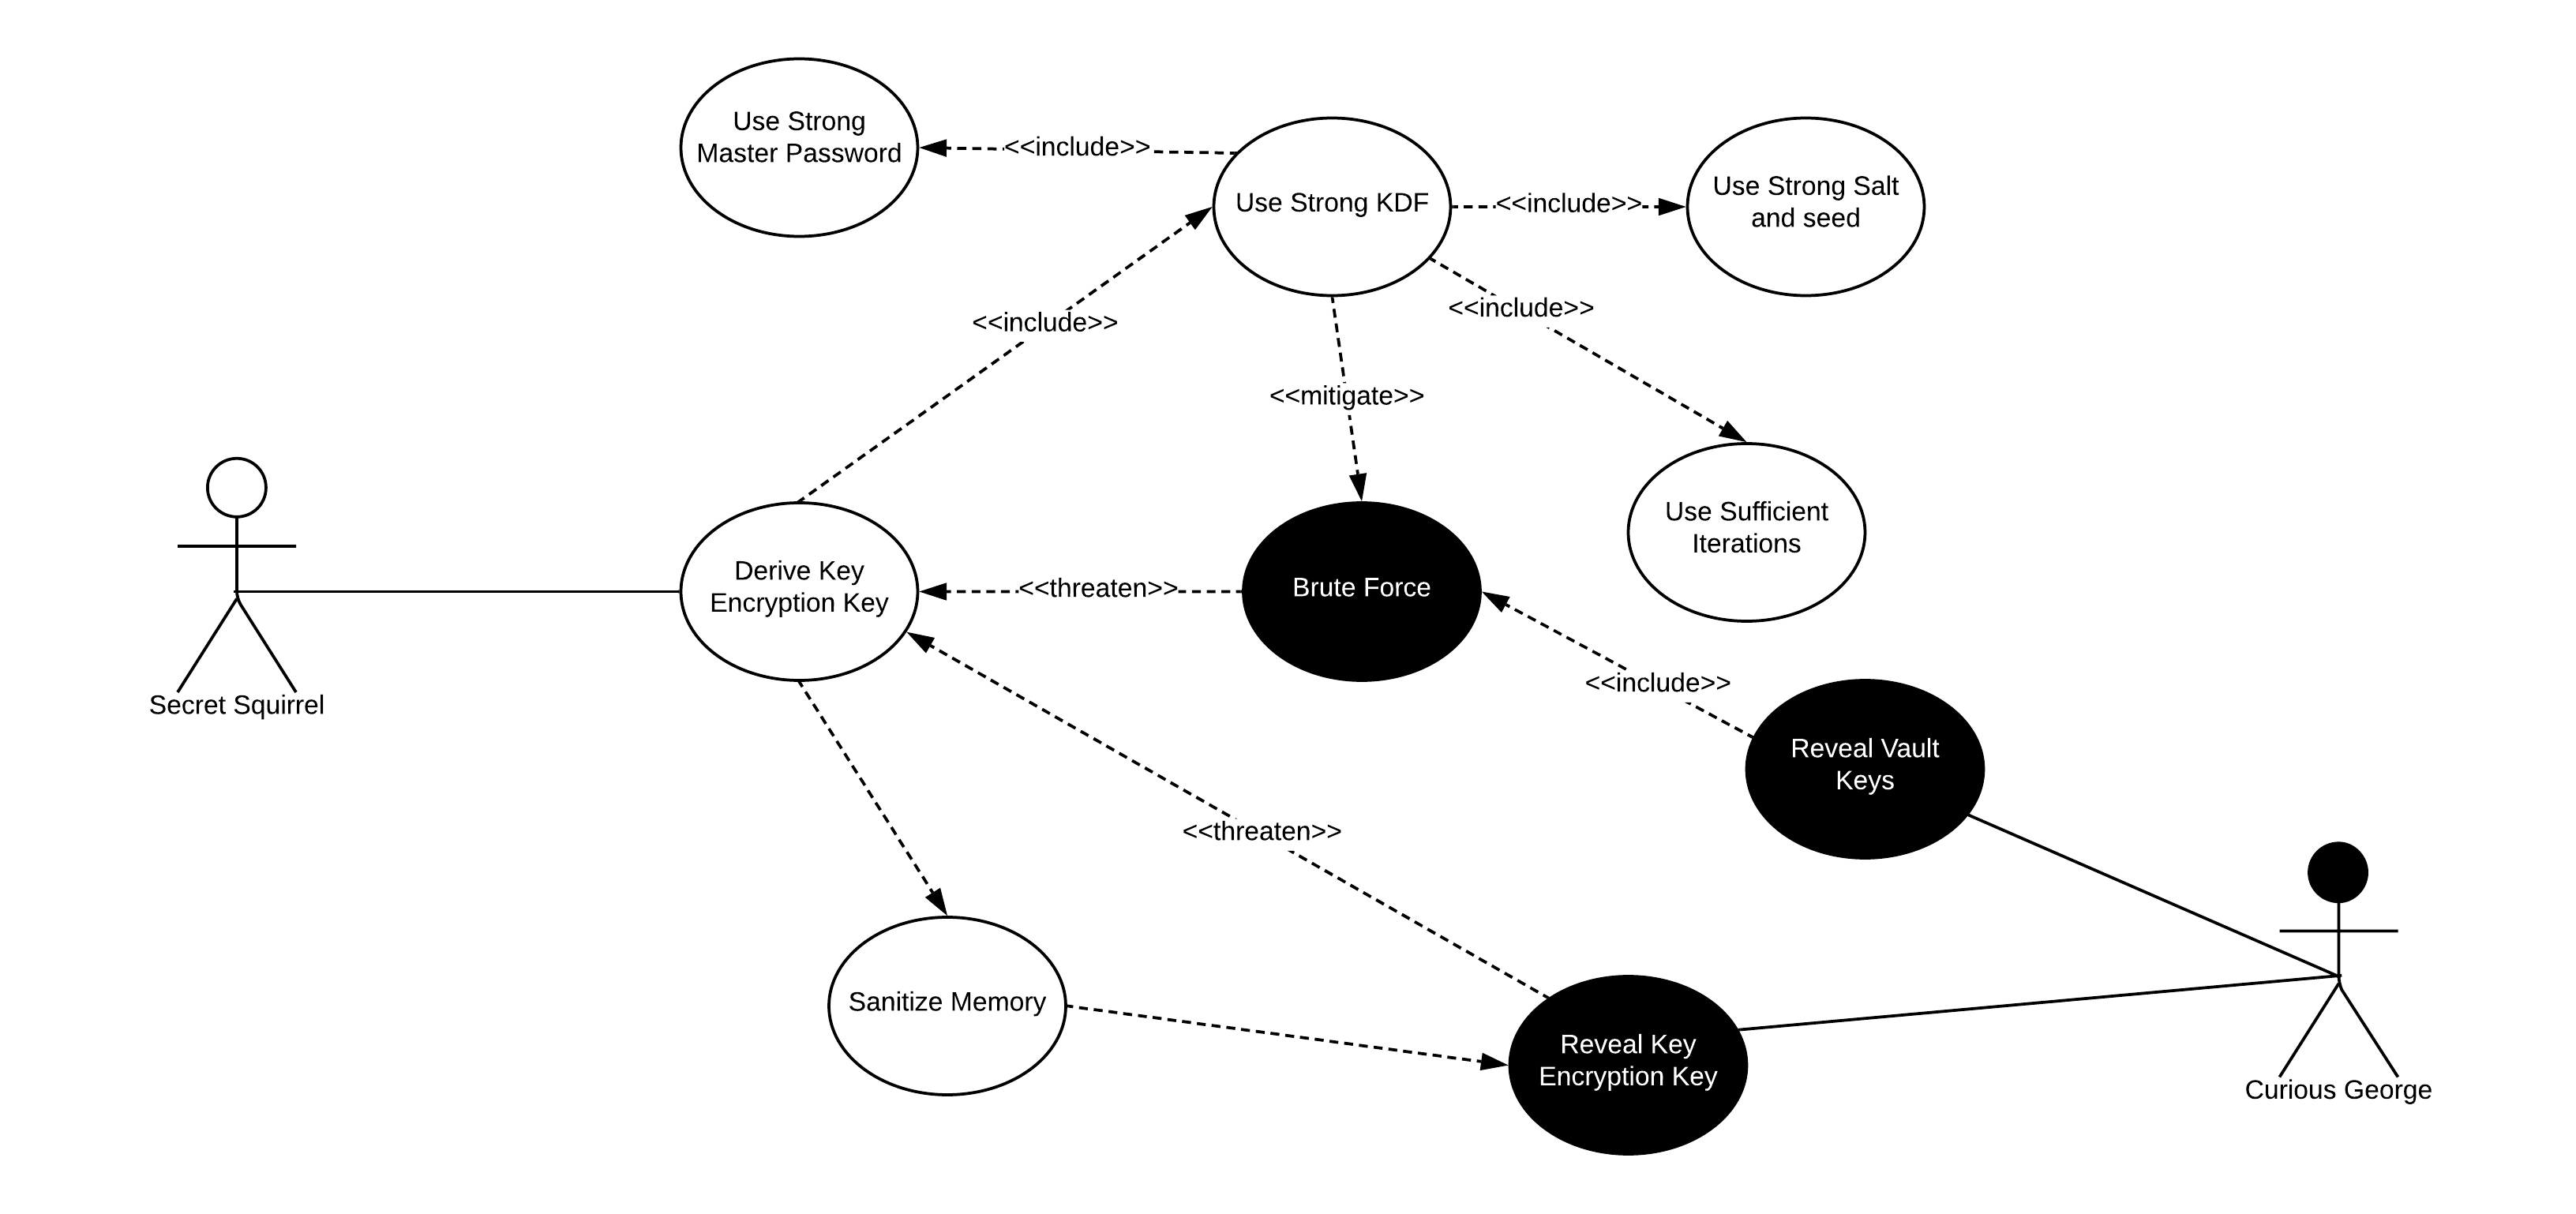 Use Strong
Master Password
<<include>>
Use Strong KDF
<<include>>
Use Strong Salt
and seed
<<include>>
<<include>>
<<mitigate>>
Use Sufficient
Iterations
Derive Key
Encryption Key
<<threaten>>
Brute Force
Secret Squirrel
<<include>>
Reveal Vault
Keys
<<threaten>>
Sanitize Memory
Reveal Key
Encryption Key
Curious George